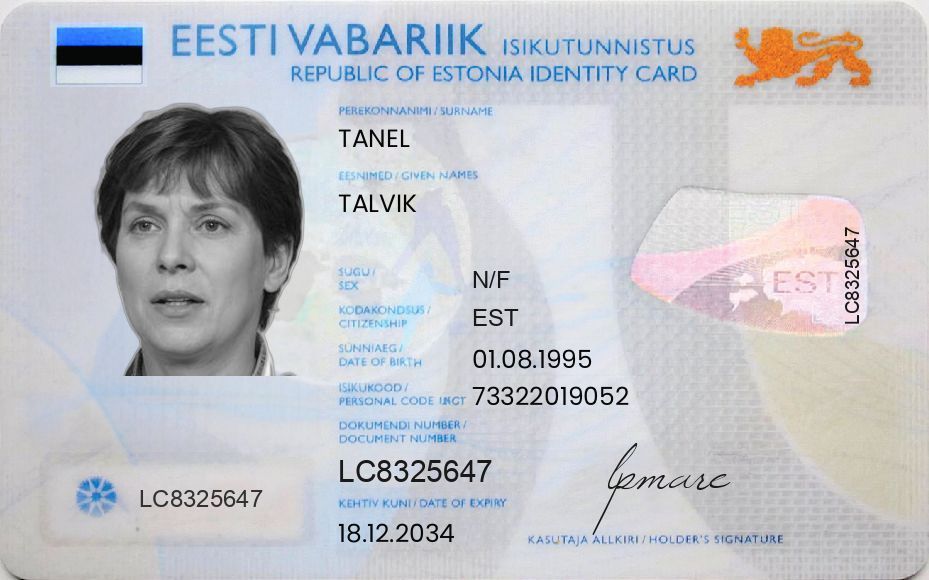 EESTI VABARIIK ISIKUTUNNISTUS
REPUBLIC OF ESTONIA IDENTITY CARD
PEREKONNANIMI / SURNAME
TANEL
EESNIMED / GIVEN NAMES
TALVIK
SUGU /
SEX
N/F
KODAKONDSUS /
CITIZENSHIP
EST
SÜNNIAEG /
DATE OF BIRTH
01.08.1995
ISIKUKOOD /
PERSONAL CODE
73322019052
DOKUMENDI NUMBER /
DOCUMENT NUMBER
LC8325647
KEHTIV KUNI / DATE OF EXPIRY
18.12.2034
LC8325647
EST
LC8325647
lpmare
KASUTAJA ALLKIRI / HOLDER'S SIGNATURE